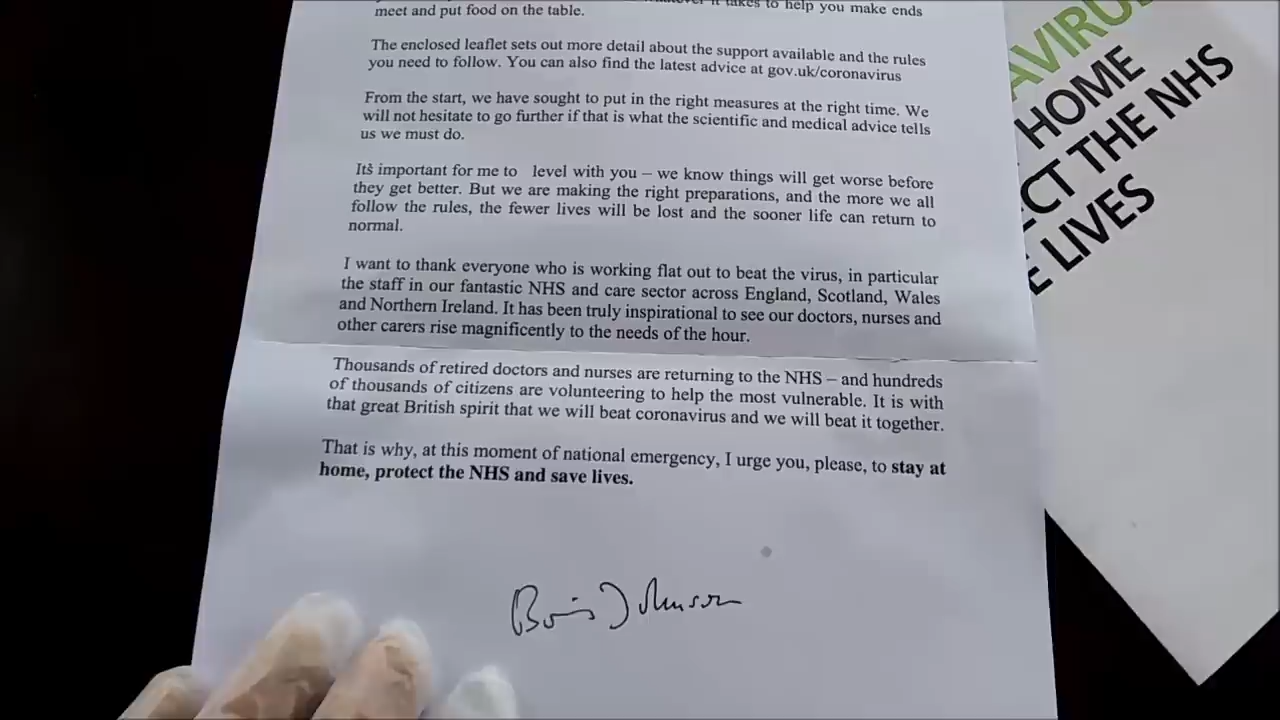 it takes to help you make ends
meet and put food on the table.
The enclosed leaflet sets out more detail about the support available and the rules
you need to follow. You can also find the latest advice at gov.uk/coronavirus
From the start, we have sought to put in the right measures at the right time. We
will not hesitate to go further if that is what the scientific and medical advice tells
us we must do.
It's important for me to level with you – we know things will get worse before
they get better. But we are making the right preparations, and the more we all
follow the rules, the fewer lives will be lost and the sooner life can return to
normal.
I want to thank everyone who is working flat out to beat the virus, in particular
the staff in our fantastic NHS and care sector across England, Scotland, Wales
and Northern Ireland. It has been truly inspirational to see our doctors, nurses and
other carers rise magnificently to the needs of the hour.
Thousands of retired doctors and nurses are returning to the NHS – and hundreds
of thousands of citizens are volunteering to help the most vulnerable. It is with
that great British spirit that we will beat coronavirus and we will beat it together.
That is why, at this moment of national emergency, I urge you, please, to stay at
home, protect the NHS and save lives.
Boris Johnson
AVIRU
HOME
ECT THE NHS
E LIVES